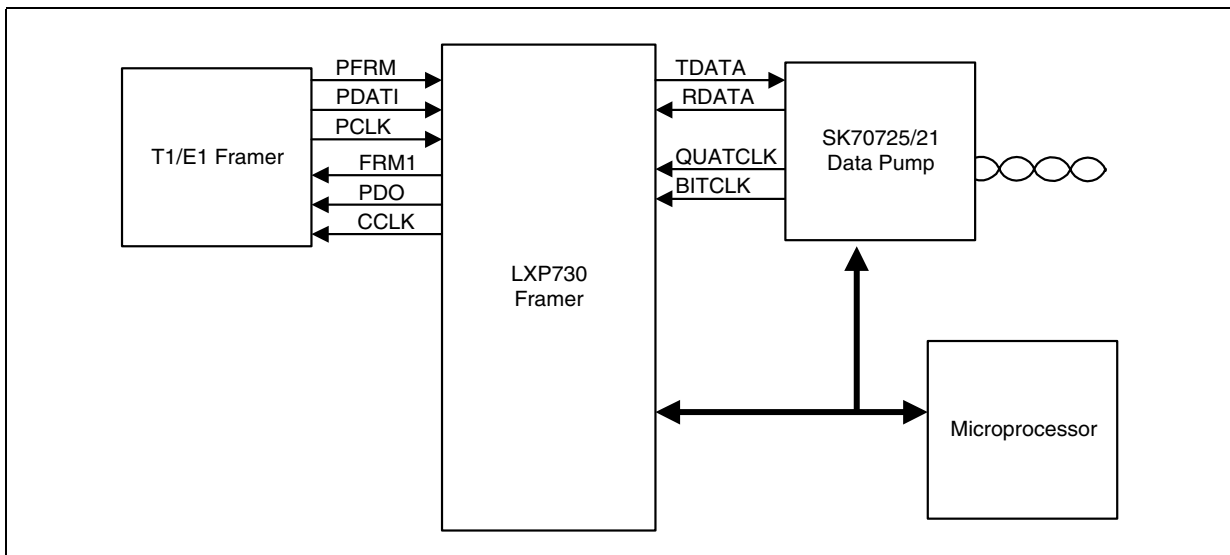 PFRM
PDATI
PCLK
FRM1
PDO
CCLK
T1/E1 Framer
LXP730
Framer
TDATA
RDATA
QUATCLK
BITCLK
SK70725/21
Data Pump
Microprocessor